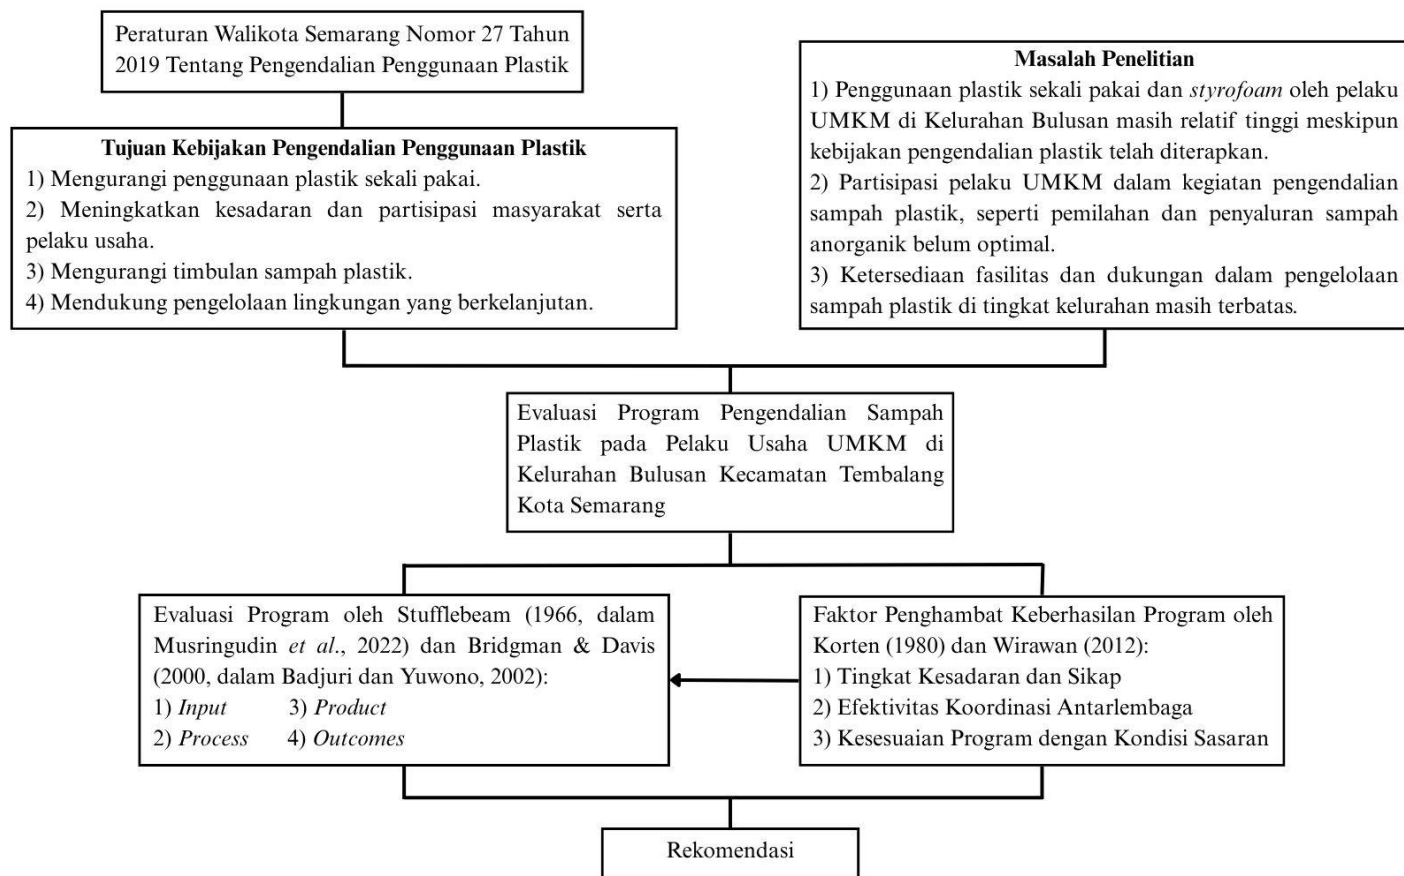 Peraturan Walikota Semarang Nomor 27 Tahun
2019 Tentang Pengendalian Penggunaan Plastik
Tujuan Kebijakan Pengendalian Penggunaan Plastik
1) Mengurangi penggunaan plastik sekali pakai.
2) Meningkatkan kesadaran dan partisipasi masyarakat serta
pelaku usaha.
3) Mengurangi timbulan sampah plastik.
4) Mendukung pengelolaan lingkungan yang berkelanjutan.
Masalah Penelitian
1) Penggunaan plastik sekali pakai dan styrofoam oleh pelaku
UMKM di Kelurahan Bulusan masih relatif tinggi meskipun
kebijakan pengendalian plastik telah diterapkan.
2) Partisipasi pelaku UMKM dalam kegiatan pengendalian
sampah plastik, seperti pemilahan dan penyaluran sampah
anorganik belum optimal.
3) Ketersediaan fasilitas dan dukungan dalam pengelolaan
sampah plastik di tingkat kelurahan masih terbatas.
Evaluasi Program Pengendalian Sampah
Plastik pada Pelaku Usaha UMKM di
Kelurahan Bulusan Kecamatan Tembalang
Kota Semarang
Evaluasi Program oleh Stufflebeam (1966, dalam
Musringudin et al., 2022) dan Bridgman & Davis
(2000, dalam Badjuri dan Yuwono, 2002):
1) Input 3) Product
2) Process 4) Outcomes
Faktor Penghambat Keberhasilan Program oleh
Korten (1980) dan Wirawan (2012):
1) Tingkat Kesadaran dan Sikap
2) Efektivitas Koordinasi Antarlembaga
3) Kesesuaian Program dengan Kondisi Sasaran
Rekomendasi